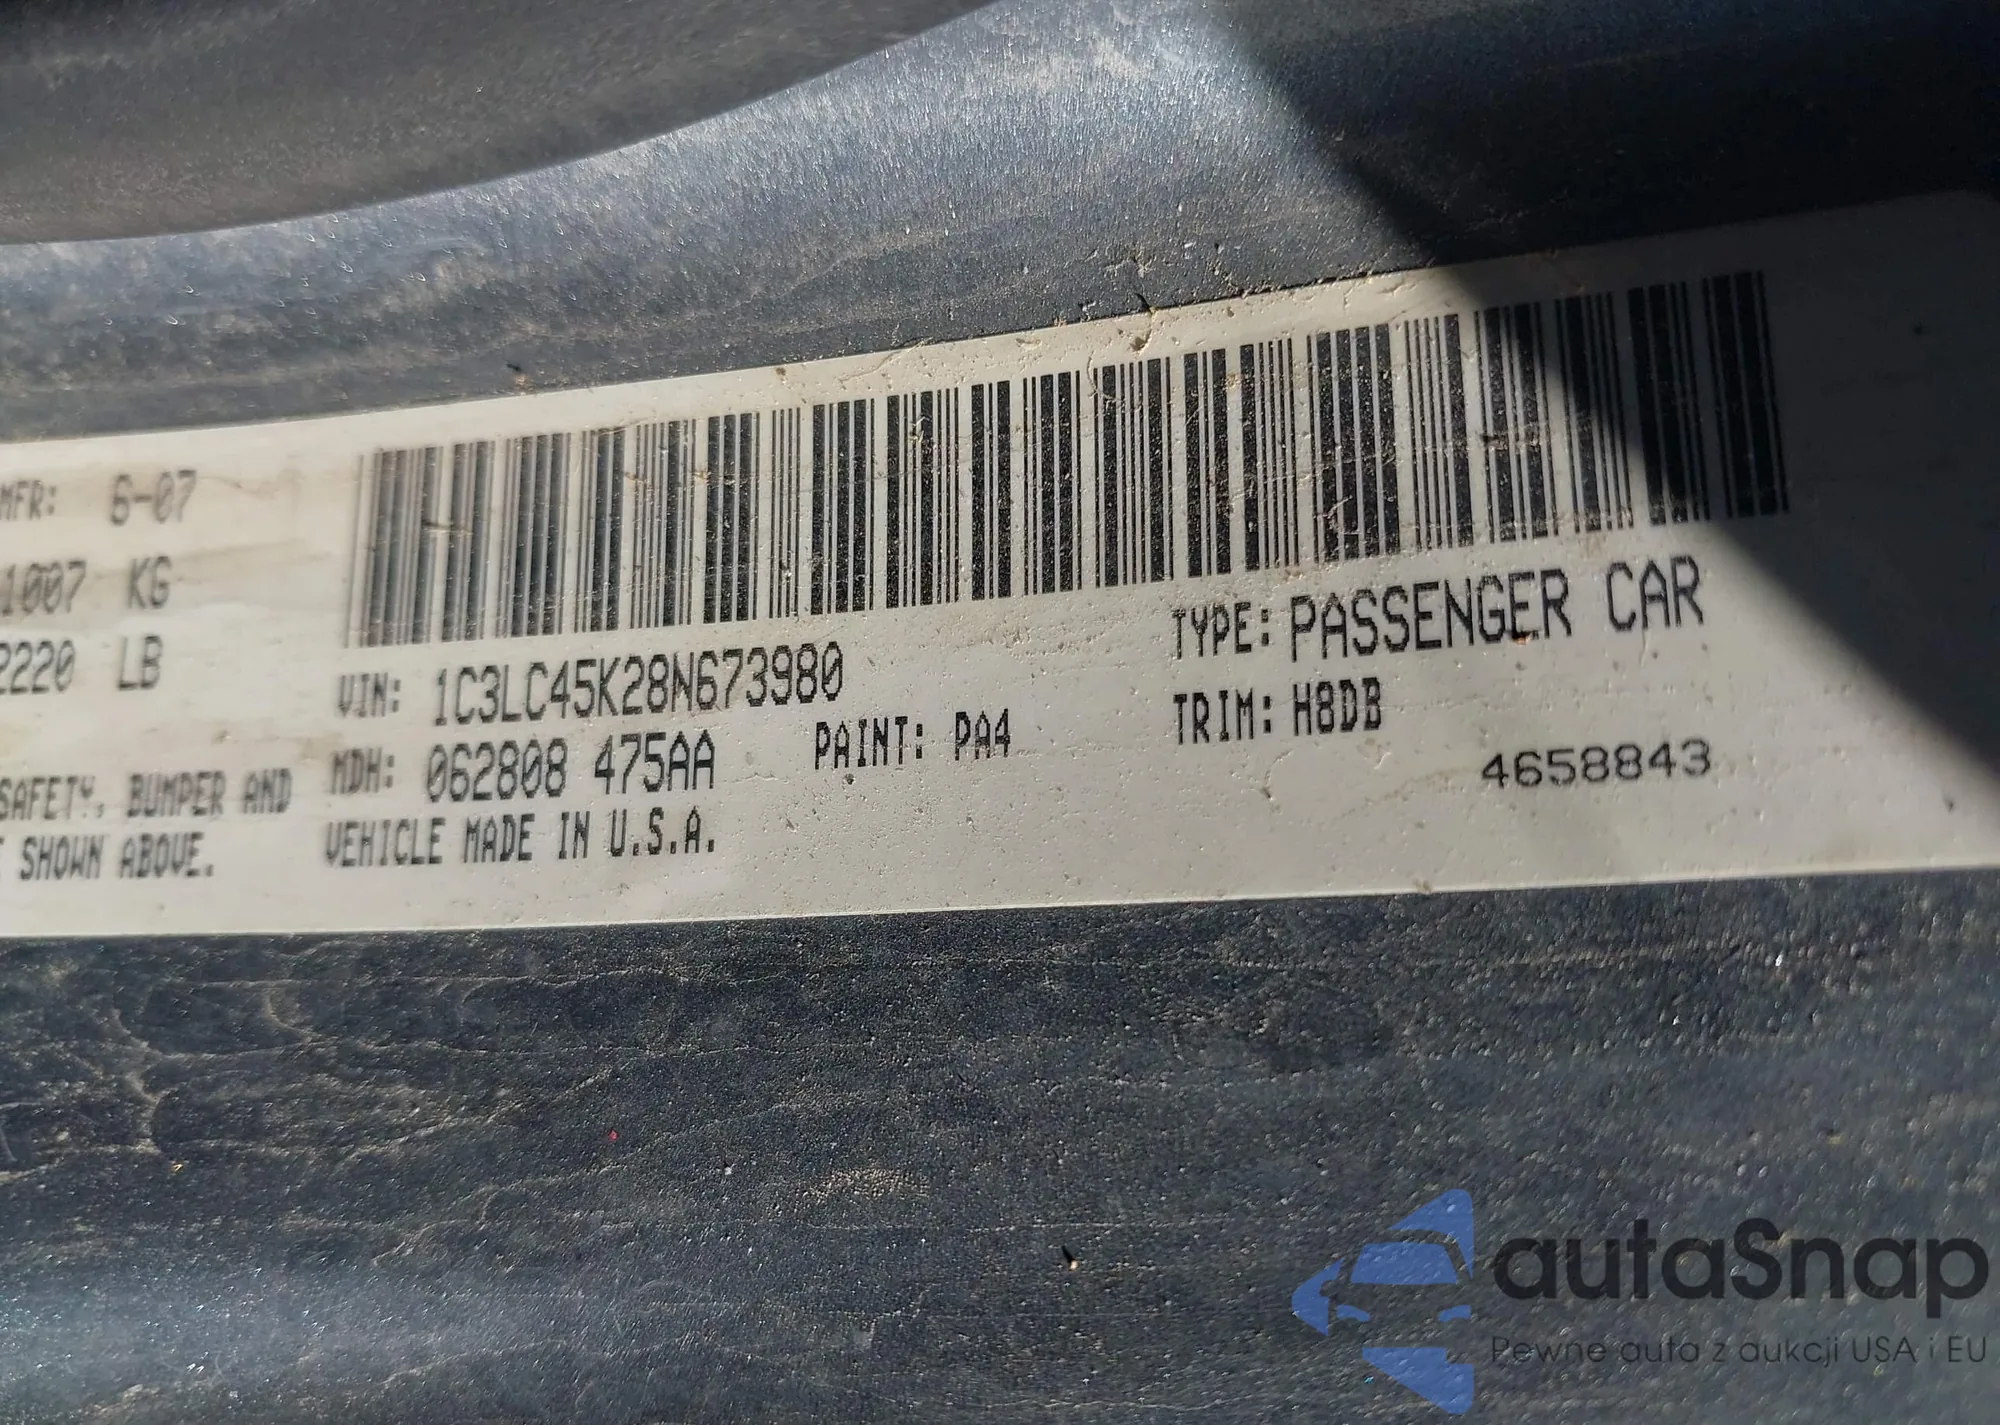 MFR: 6-07
1007 KG
2220 LB
SAFETY, BUMPER AND
SHOWN ABOVE.
VIN: 1C3LC45K28N673980
MDH: 062808 475AA
VEHICLE MADE IN U.S.A.
PAINT: PA4
TYPE: PASSENGER CAR
TRIM: H8DB
4658843
autaSnap
Pewne auta z aukcji USA i EU